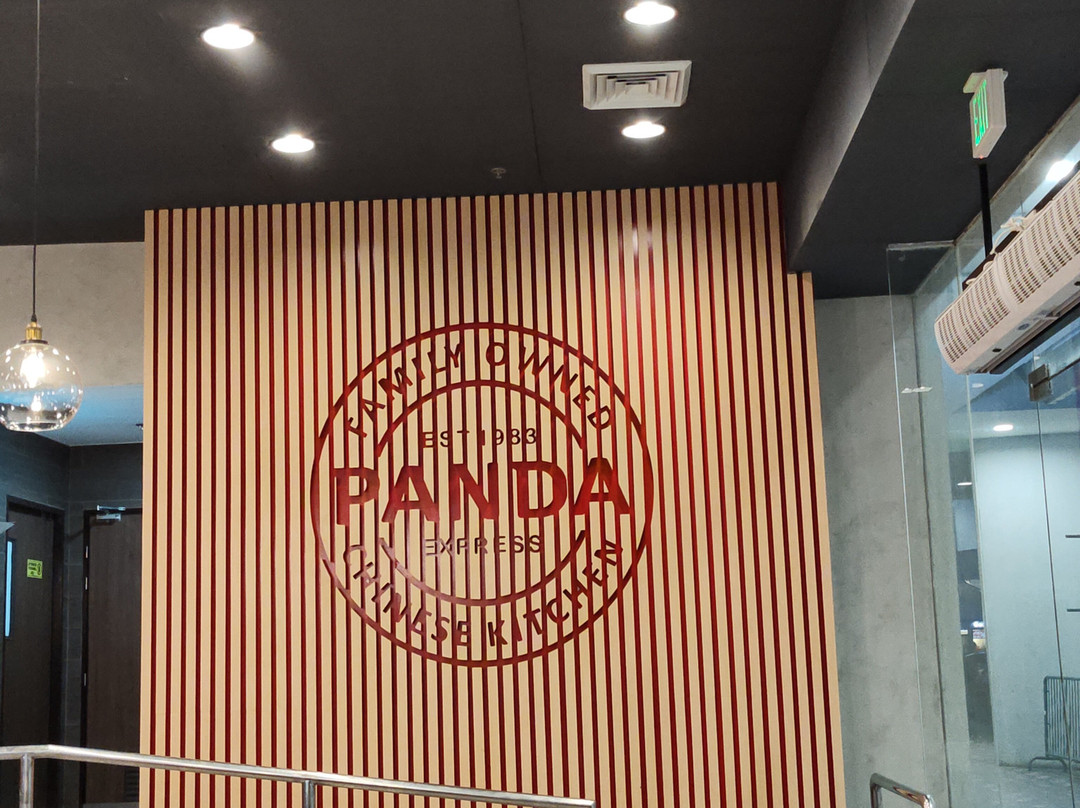 EXIT
FAMILY OWNED
EST 1983
PANDA
EXPRESS
CHINESE KITCHEN